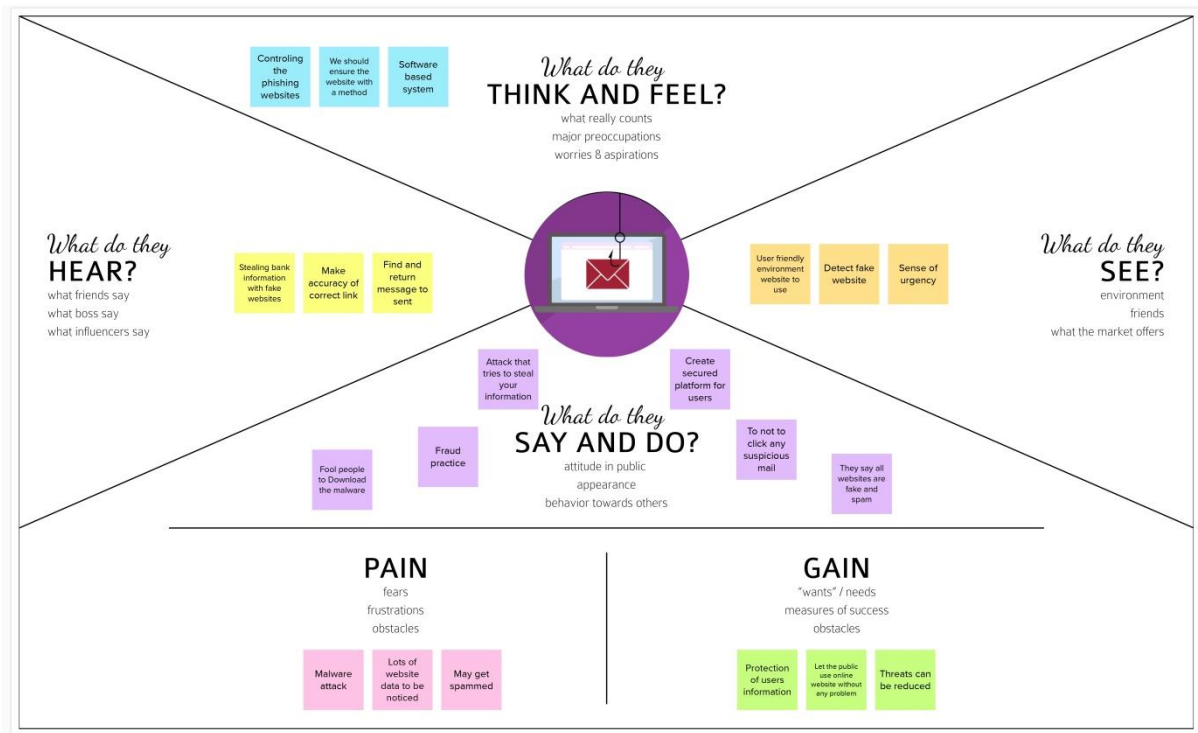 Controling
the
phishing
websites
We should
ensure the
website with
a method
Software
based
system
What do they
THINK AND FEEL?
what really counts
major preoccupations
worries & aspirations
What do they
HEAR?
what friends say
what boss say
what influencers say
Stealing bank
information
with fake
websites
Make
accuracy of
correct link
Find and
return
message to
sent
User friendly
environment
website to
use
Detect fake
website
Sense of
urgency
What do they
SEE?
environment
friends
what the market offers
Attack that
tries to steal
your
information
Create
secured
platform for
users
What do they
SAY AND DO?
attitude in public
appearance
behavior towards others
Fool people
to Download
the malware
Fraud
practice
To not to
click any
suspicious
mail
They say all
websites are
fake and
spam
PAIN
fears
frustrations
obstacles
Malware
attack
Lots of
website
data to be
noticed
May get
spammed
GAIN
"wants" / needs
measures of success
obstacles
Protection
of users
information
Let the public
use online
website without
any problem
Threats can
be reduced